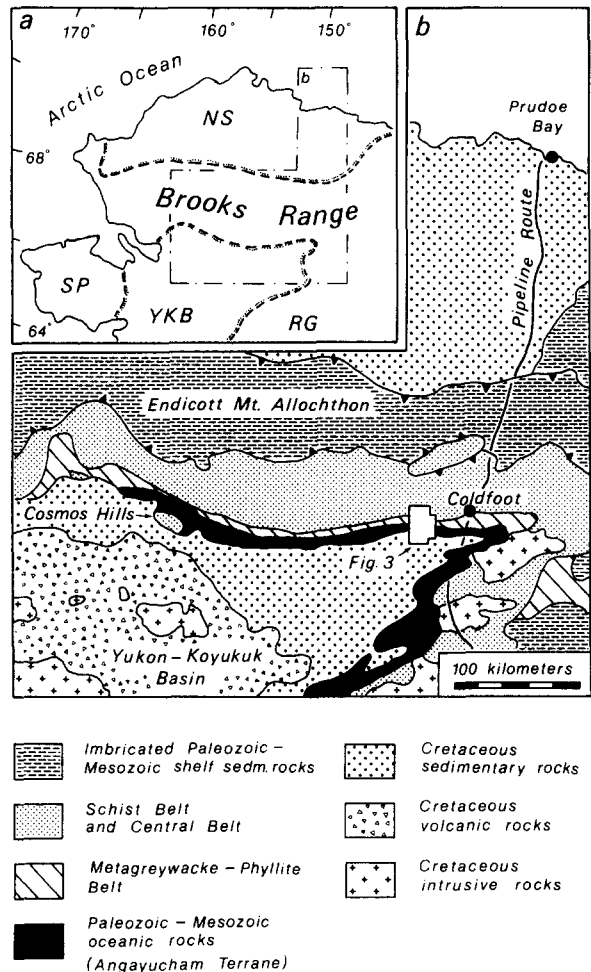 a
170°
160°
150°
Arctic Ocean
b
NS
68°
Brooks Range
SP
64°
YKB
RG
b
Prudoe
Bay
Pipeline Route
Endicott Mt. Allochthon
Coldfoot
Cosmos Hills
Fig. 3
Yukon-Koyukuk
Basin
100 kilometers
Imbricated Paleozoic-
Mesozoic shelf sedm. rocks
Schist Belt
and Central Belt
Metagreywacke-Phyllite
Belt
Paleozoic-Mesozoic
oceanic rocks
(Angayucham Terrane)
Cretaceous
sedimentary rocks
Cretaceous
volcanic rocks
Cretaceous
intrusive rocks